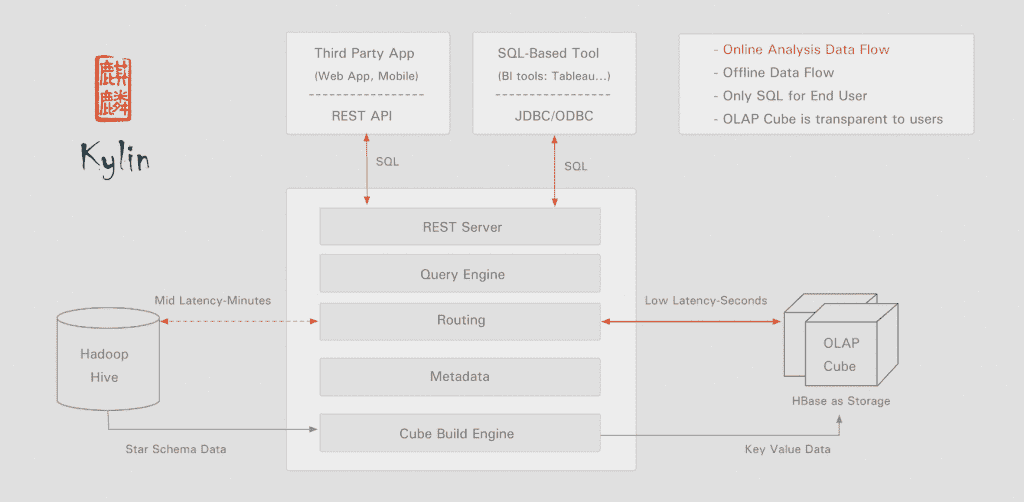 麒
麟
Kylin
Third Party App
(Web App, Mobile)
REST API
SQL-Based Tool
(BI tools: Tableau...)
JDBC/ODBC
- Online Analysis Data Flow
- Offline Data Flow
- Only SQL for End User
- OLAP Cube is transparent to users
SQL
SQL
REST Server
Query Engine
Routing
Metadata
Cube Build Engine
Mid Latency-Minutes
Low Latency-Seconds
Hadoop
Hive
OLAP
Cube
HBase as Storage
Star Schema Data
Key Value Data